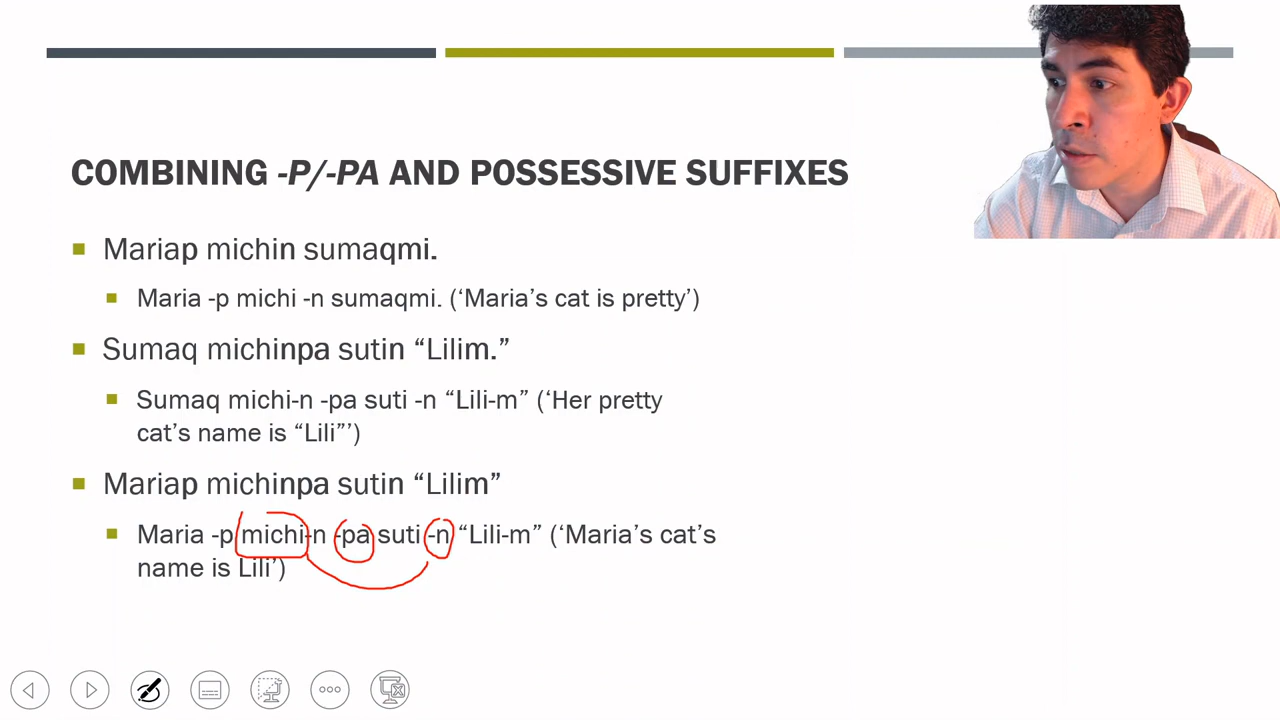 COMBINING -P/-PA AND POSSESSIVE SUFFIXES
Mariap michin sumaqmi.
Maria -p michi -n sumaqmi. (‘Maria’s cat is pretty’)
Sumaq michinpa sutin “Lilim.”
Sumaq michi-n -pa suti -n “Lili-m” (‘Her pretty
cat’s name is “Lili”’)
Mariap michinpa sutin “Lilim”
Maria -p michi-n -pa suti -n “Lili-m” (‘Maria’s cat’s
name is Lili’)